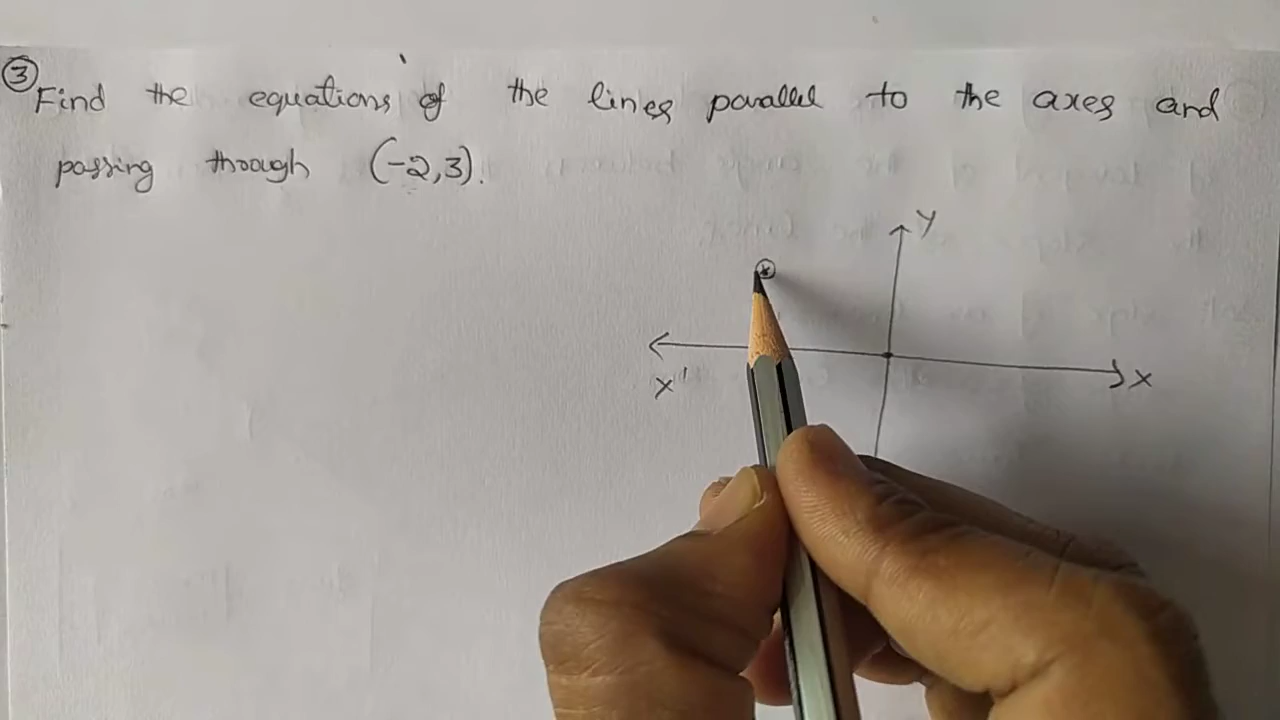 ③ Find the equations of the lines parallel to the axes and
passing through (-2,3).
Y
X' X